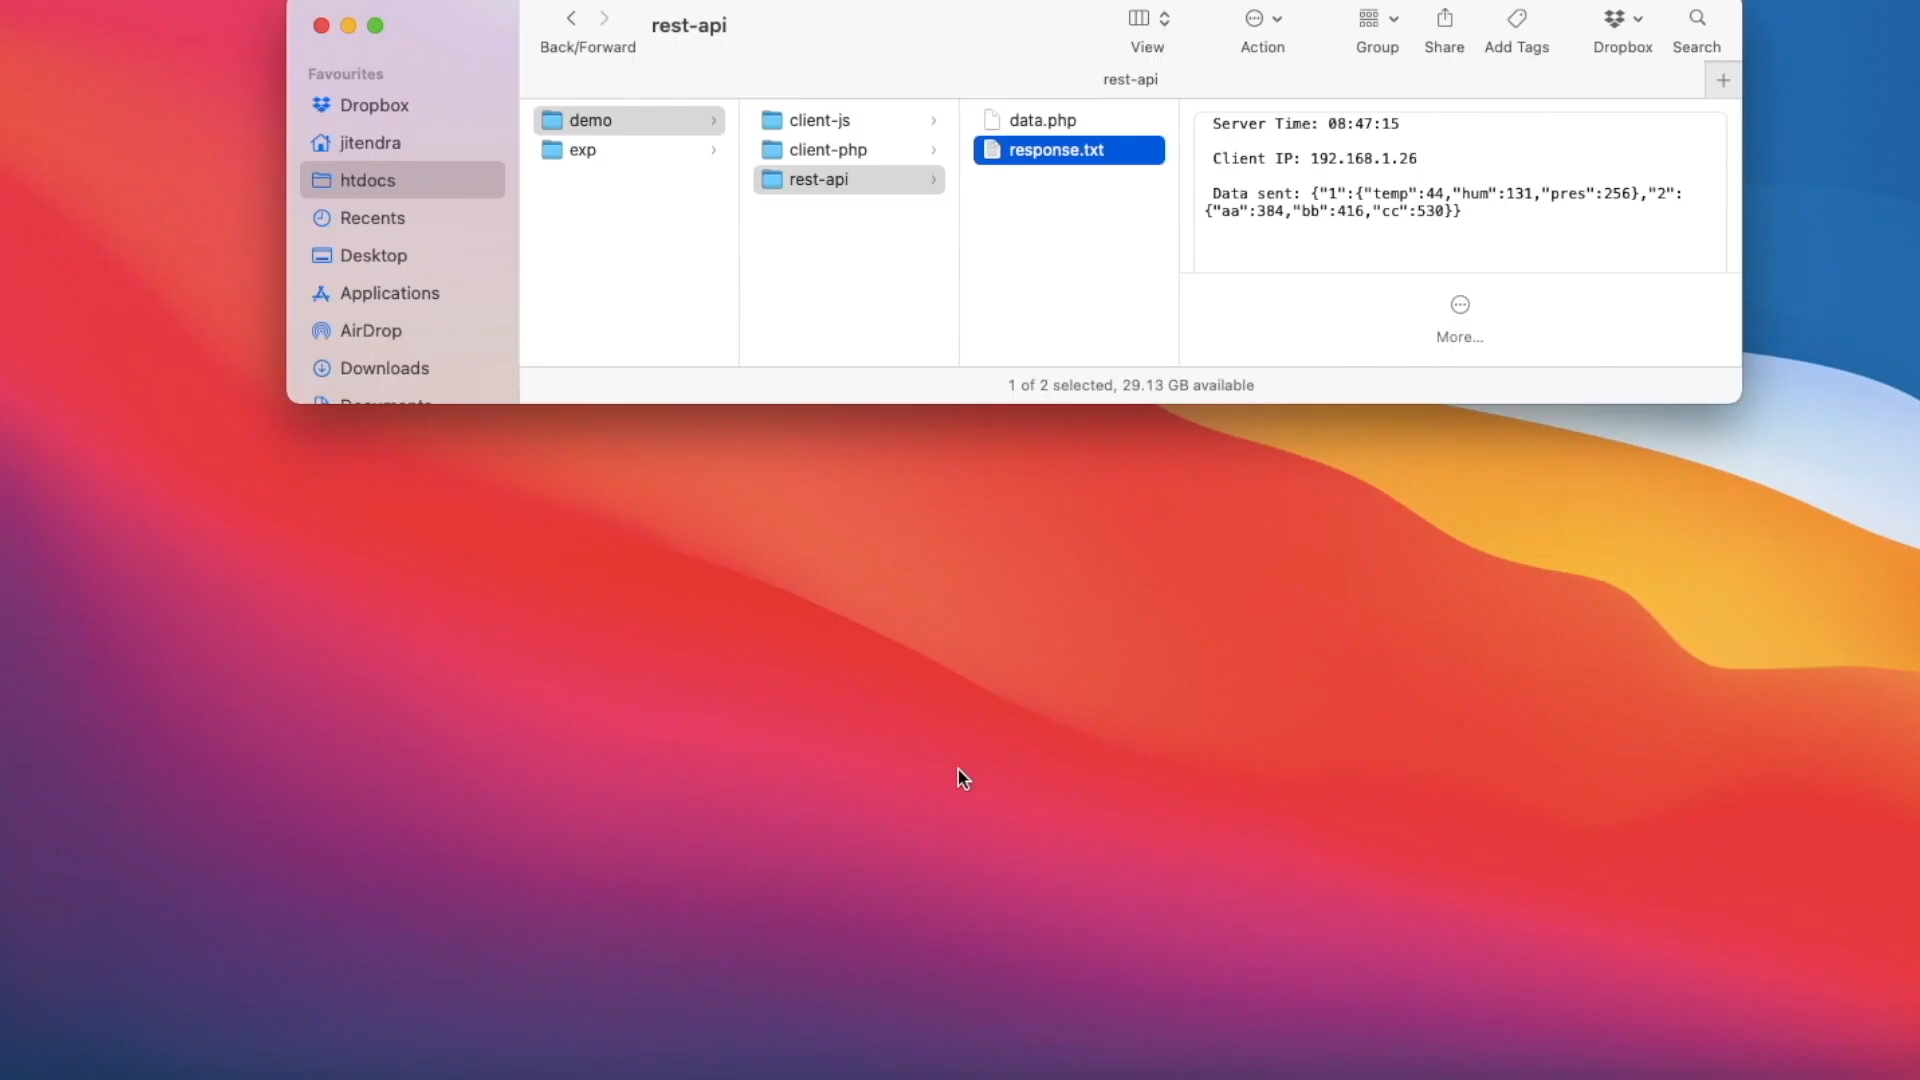 rest-api
Back/Forward
View
Action
Group
Share
Add Tags
Dropbox
Search
rest-api
Favourites
Dropbox
jitendra
htdocs
Recents
Desktop
Applications
AirDrop
Downloads
demo
exp
client-js
client-php
rest-api
data.php
response.txt
Server Time: 08:47:15
Client IP: 192.168.1.26
Data sent: {"1":{"temp":44,"hum":131,"pres":256},"2":
{"aa":384,"bb":416,"cc":530}}
More...
1 of 2 selected, 29.13 GB available